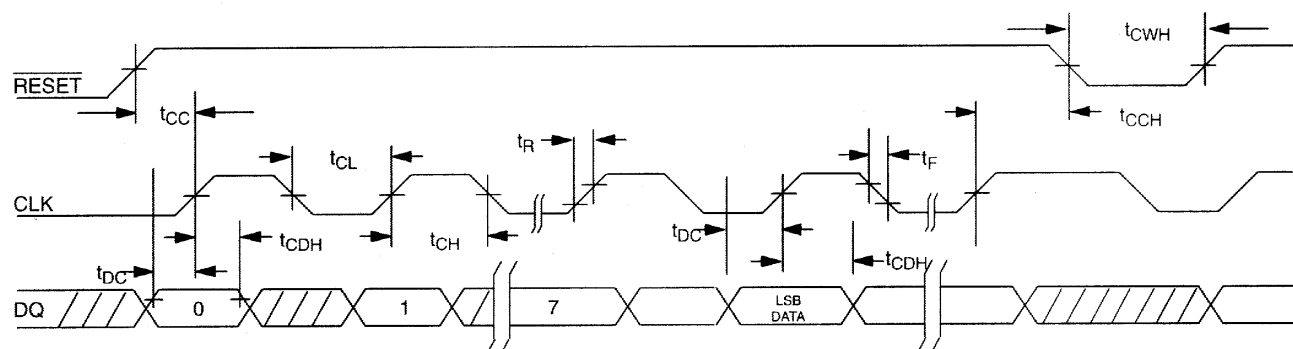 tCWH
RESET
tCC
tCCH
tCL
tR
tF
CLK
tCDH
tCH
tDC
tDC
tCDH
DQ
0
1
7
LSB
DATA